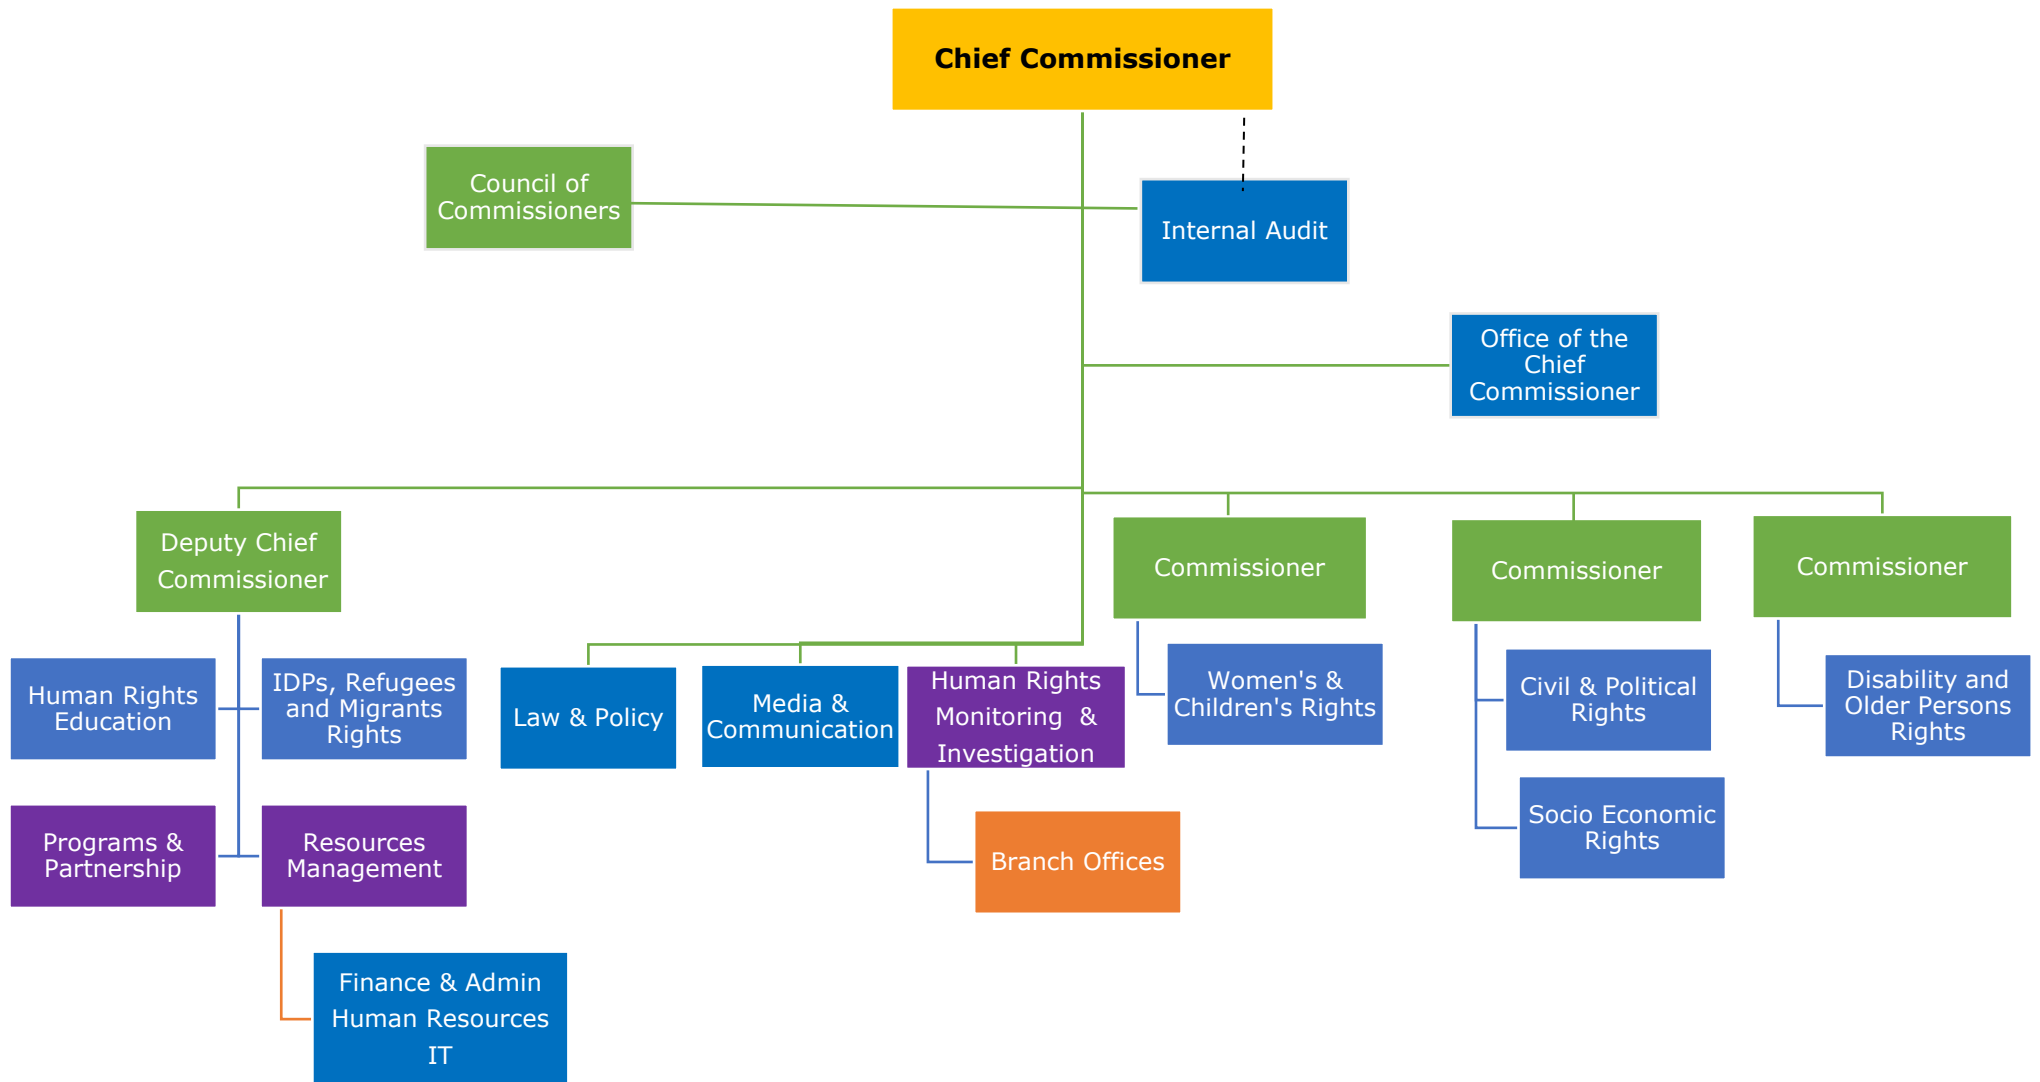 Chief Commissioner
Council of
Commissioners
Internal Audit
Office of the
Chief
Commissioner
Deputy Chief
Commissioner
Commissioner
Commissioner
Commissioner
Human Rights
Education
IDPs, Refugees
and Migrants
Rights
Law & Policy
Media &
Communication
Human Rights
Monitoring &
Investigation
Women's &
Children's Rights
Civil & Political
Rights
Disability and
Older Persons
Rights
Programs &
Partnership
Resources
Management
Branch Offices
Socio Economic
Rights
Finance & Admin
Human Resources
IT